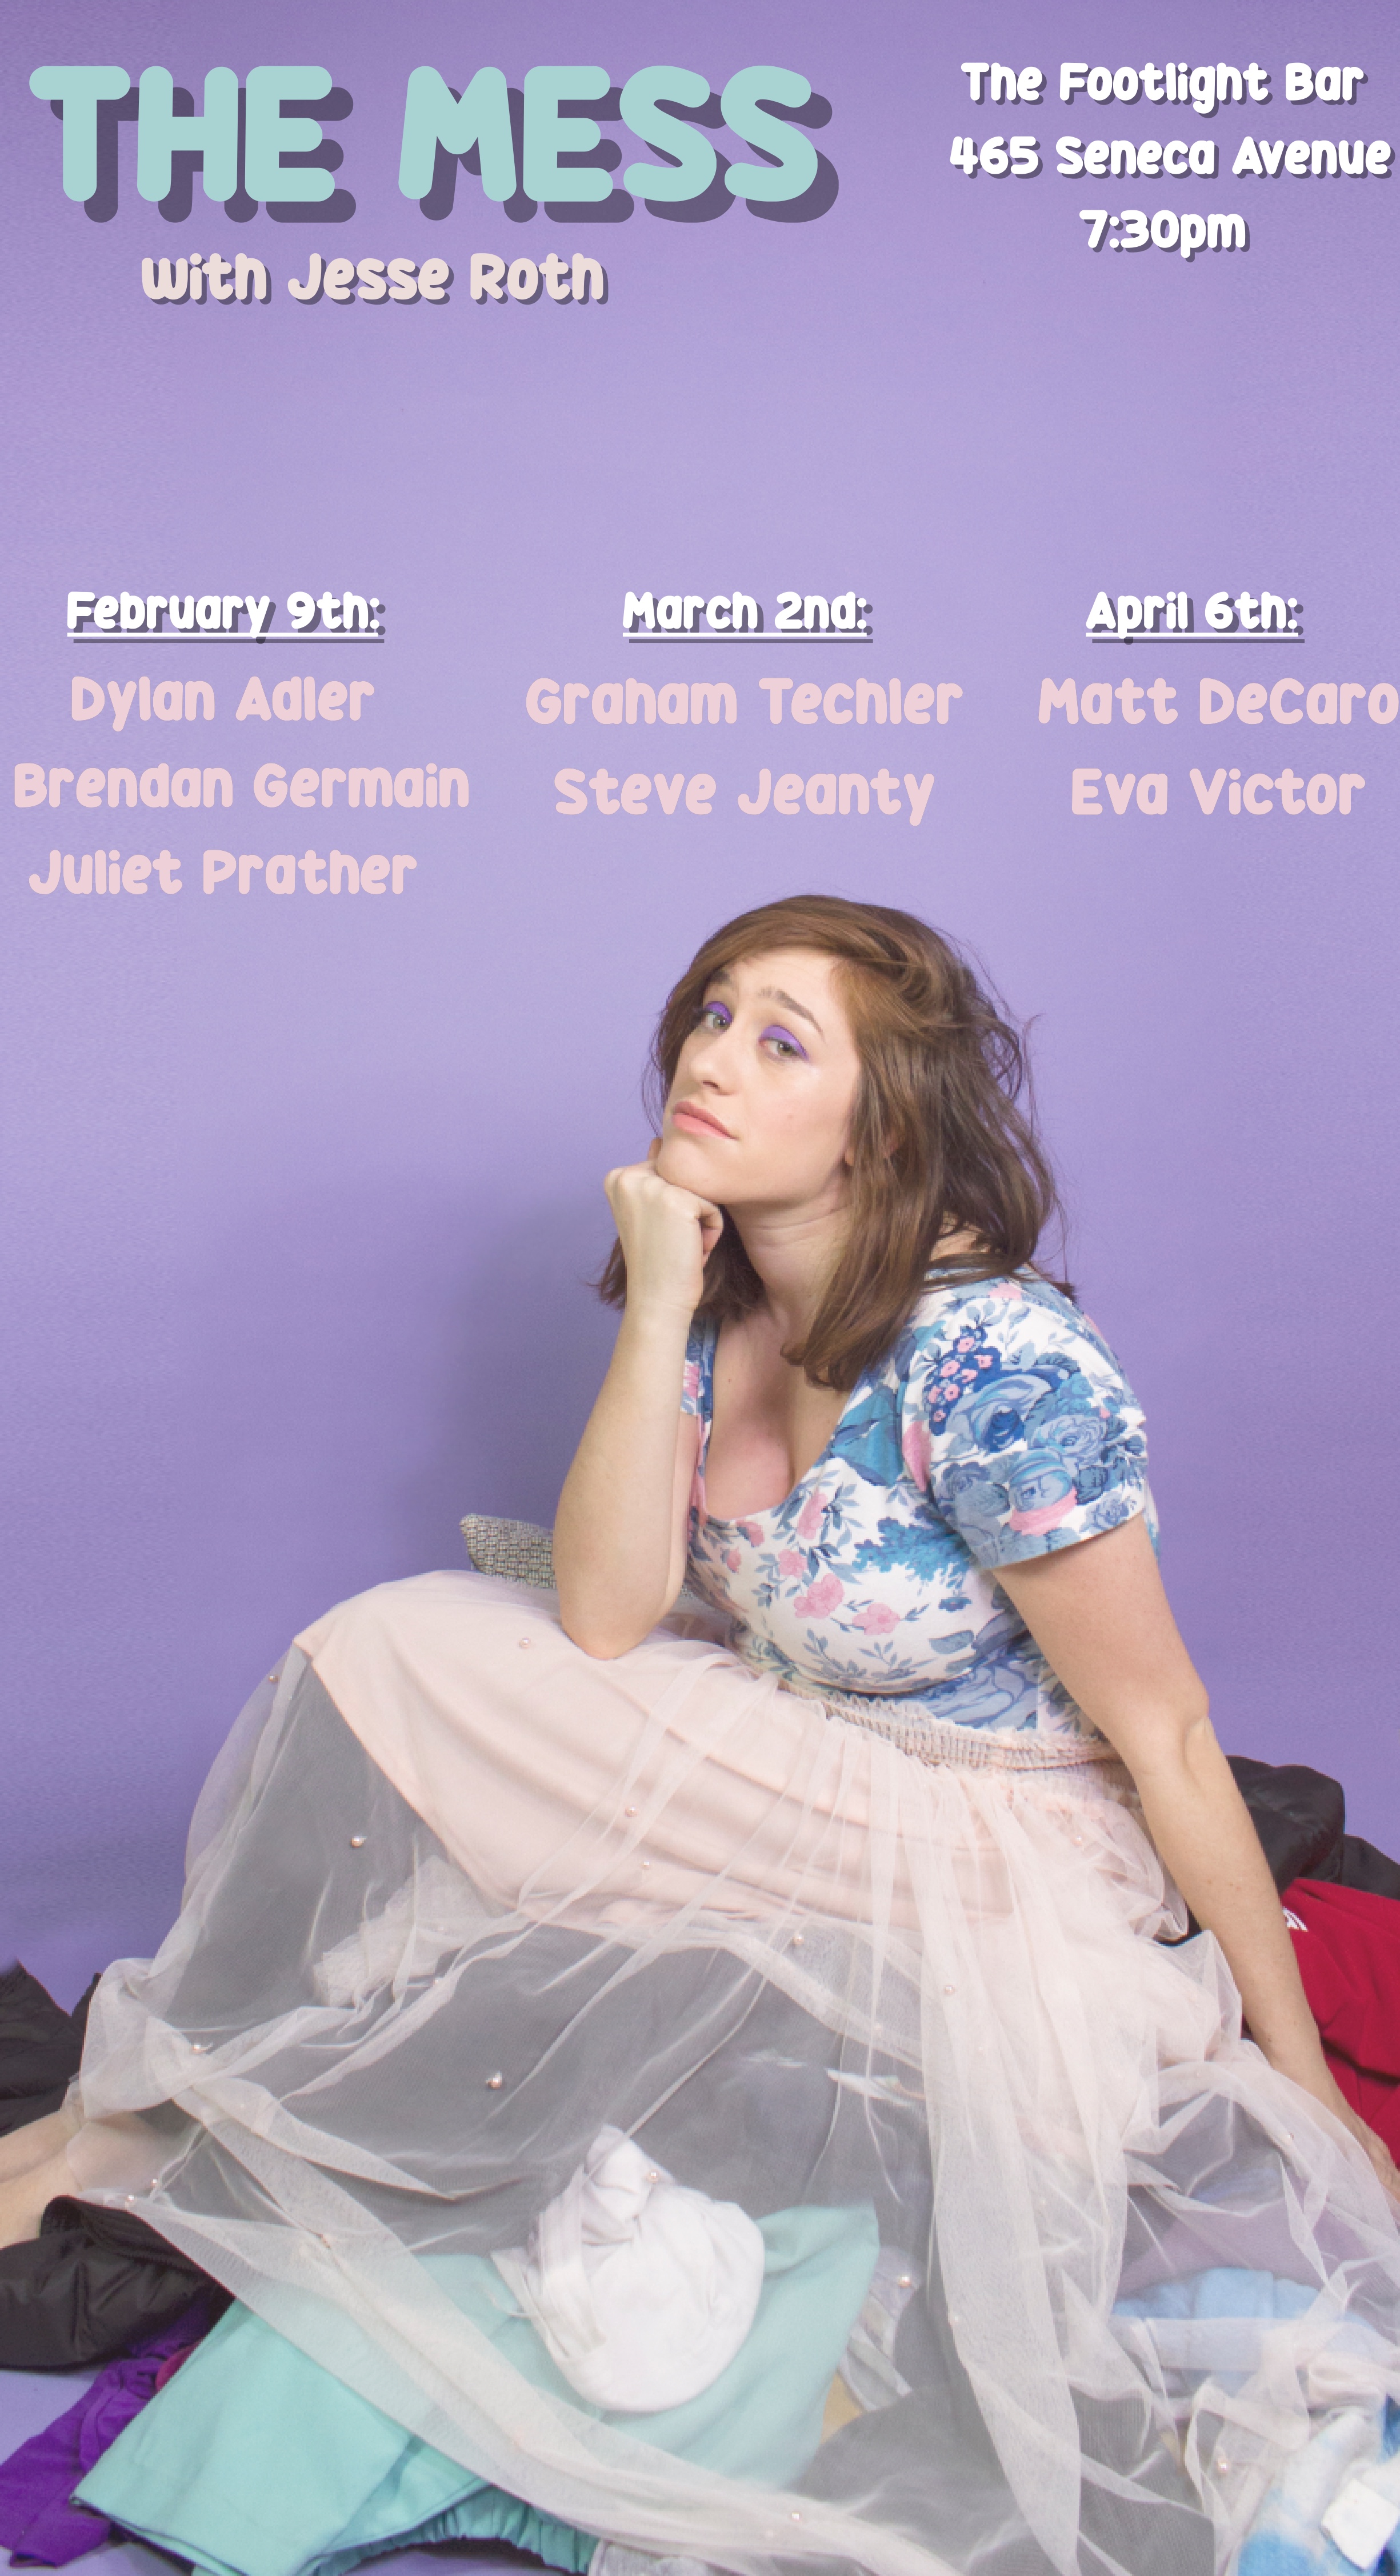 THE MESS
with Jesse Roth
The Footlight Bar
465 Seneca Avenue
7:30pm
February 9th:
Dylan Adler
Brendan Germain
Juliet Prather
March 2nd:
Graham Techler
Steve Jeanty
April 6th:
Matt DeCaro
Eva Victor